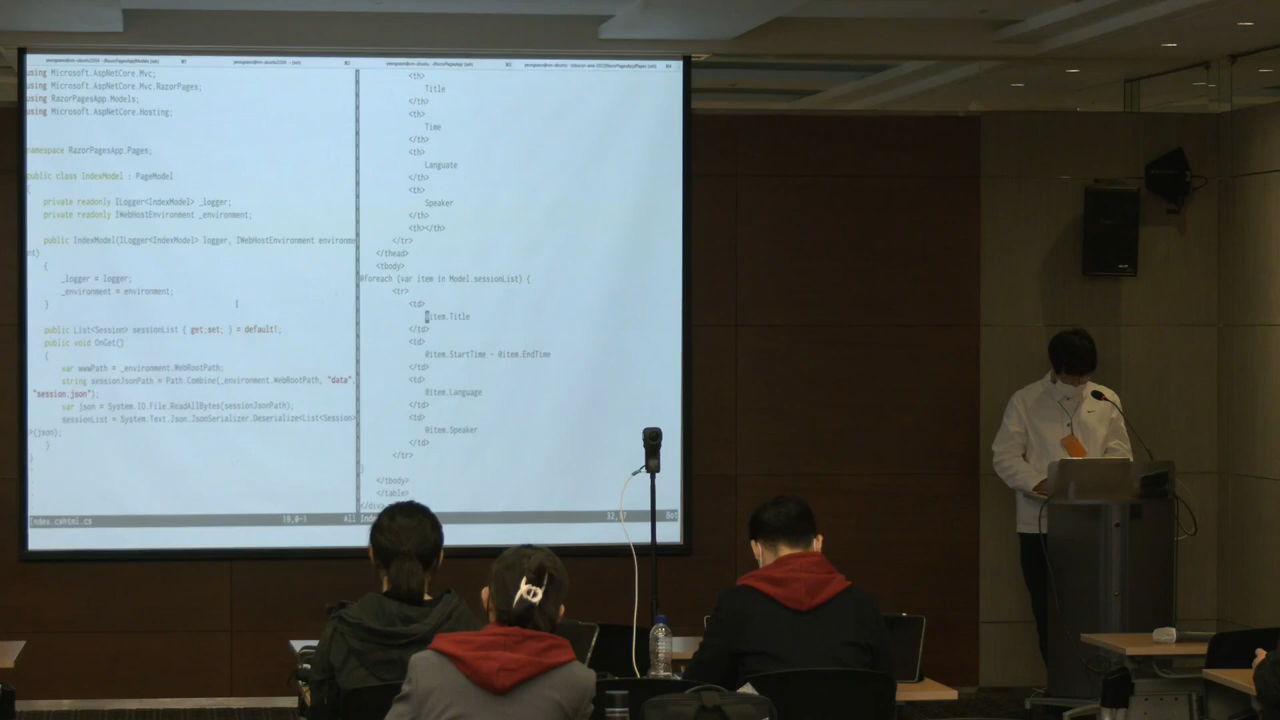 using Microsoft.AspNetCore.Mvc;
using Microsoft.AspNetCore.Mvc.RazorPages;
using RazorPagesApp.Models;
using Microsoft.AspNetCore.Hosting;
namespace RazorPagesApp.Pages;
public class IndexModel : PageModel
{
private readonly ILogger<IndexModel> _logger;
private readonly IWebHostEnvironment _environment;
public IndexModel(ILogger<IndexModel> logger, IWebHostEnvironment environme
nt)
{
_logger = logger;
_environment = environment;
}
public List<Session> sessionList { get;set; } = default!;
public void OnGet()
{
var wwwPath = _environment.WebRootPath;
string sessionJsonPath = Path.Combine(_environment.WebRootPath, "data",
"session.json");
var json = System.IO.File.ReadAllBytes(sessionJsonPath);
sessionList = System.Text.Json.JsonSerializer.Deserialize<List<Session>
>(json);
}
}
Index.cshtml.cs 19,0-1 All
<th>
Title
</th>
<th>
Time
</th>
<th>
Languate
</th>
<th>
Speaker
</th>
<th></th>
</tr>
</thead>
<tbody>
@foreach (var item in Model.sessionList) {
<tr>
<td>
@item.Title
</td>
<td>
@item.StartTime - @item.EndTime
</td>
<td>
@item.Language
</td>
<td>
@item.Speaker
</td>
</tr>
}
</tbody>
</table>
</div>